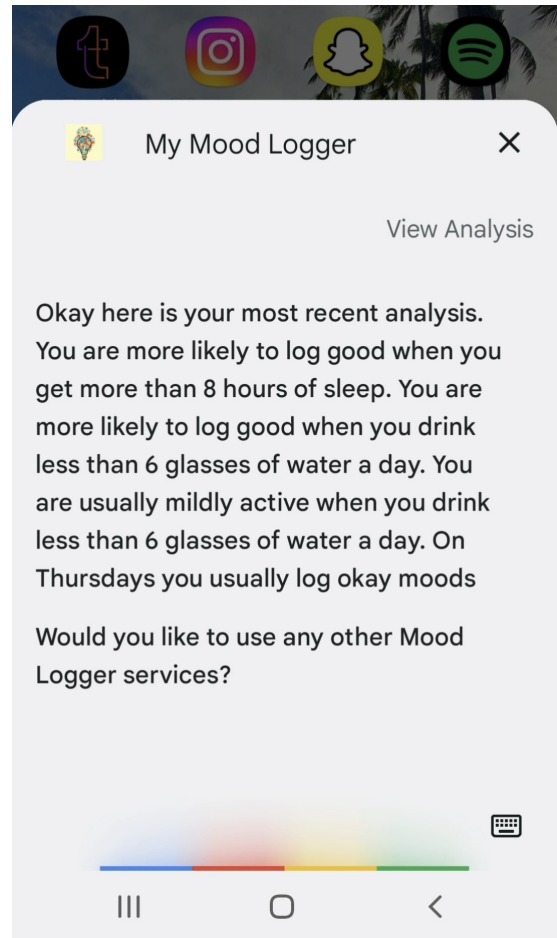 My Mood Logger
View Analysis
Okay here is your most recent analysis.
You are more likely to log good when you
get more than 8 hours of sleep. You are
more likely to log good when you drink
less than 6 glasses of water a day. You
are usually mildly active when you drink
less than 6 glasses of water a day. On
Thursdays you usually log okay moods
Would you like to use any other Mood
Logger services?